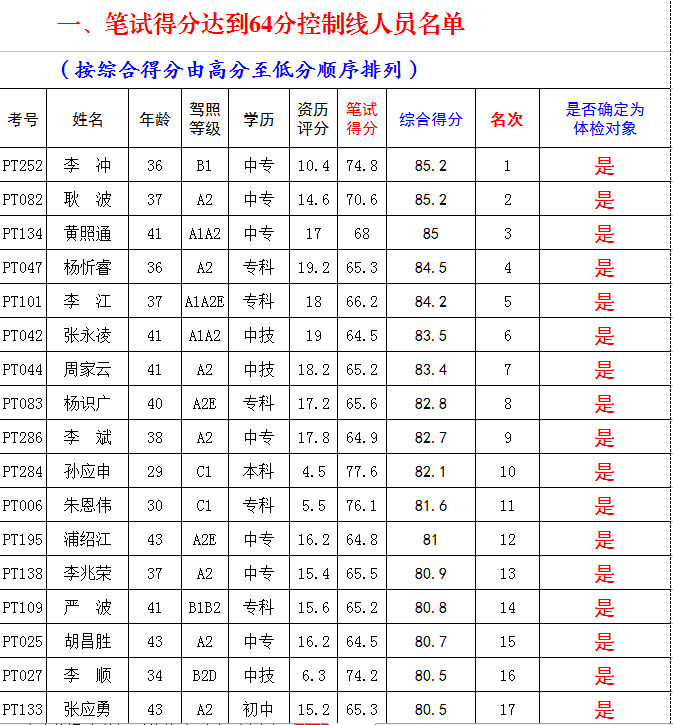 一、笔试得分达到64分控制线人员名单
（按综合得分由高分至低分顺序排列）
考号 姓名 年龄 驾照等级 学历 资历评分 笔试得分 综合得分 名次 是否确定为体检对象
PT252 李 冲 36 B1 中专 10.4 74.8 85.2 1 是
PT082 耿 波 37 A2 中专 14.6 70.6 85.2 2 是
PT134 黄照通 41 A1A2 中专 17 68 85 3 是
PT047 杨忻睿 36 A2 专科 19.2 65.3 84.5 4 是
PT101 李 江 37 A1A2E 专科 18 66.2 84.2 5 是
PT042 张永凌 41 A1A2 中技 19 64.5 83.5 6 是
PT044 周家云 41 A2 中技 18.2 65.2 83.4 7 是
PT083 杨识广 40 A2E 专科 17.2 65.6 82.8 8 是
PT286 李 斌 38 A2 中专 17.8 64.9 82.7 9 是
PT284 孙应申 29 C1 本科 4.5 77.6 82.1 10 是
PT006 朱恩伟 30 C1 专科 5.5 76.1 81.6 11 是
PT195 浦绍江 43 A2E 中专 16.2 64.8 81 12 是
PT138 李兆荣 37 A2 中专 15.4 65.5 80.9 13 是
PT109 严 波 41 B1B2 专科 15.6 65.2 80.8 14 是
PT025 胡昌胜 43 A2 中专 16.2 64.5 80.7 15 是
PT027 李 顺 34 B2D 中技 6.3 74.2 80.5 16 是
PT133 张应勇 43 A2 初中 15.2 65.3 80.5 17 是